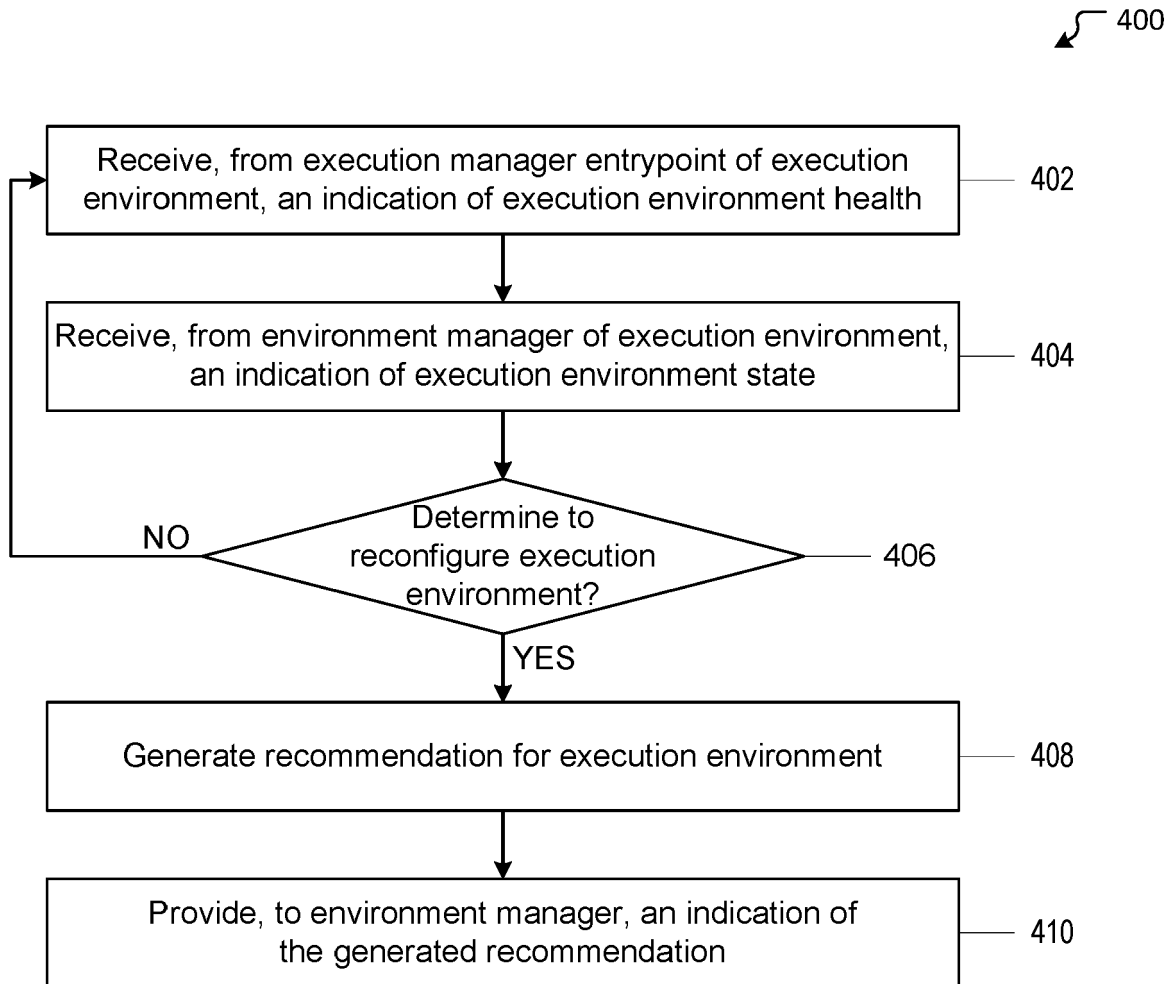 400
Receive, from execution manager entrypoint of execution
environment, an indication of execution environment health
402
Receive, from environment manager of execution environment,
an indication of execution environment state
404
Determine to
reconfigure execution
environment?
NO
406
YES
Generate recommendation for execution environment
408
Provide, to environment manager, an indication of
the generated recommendation
410